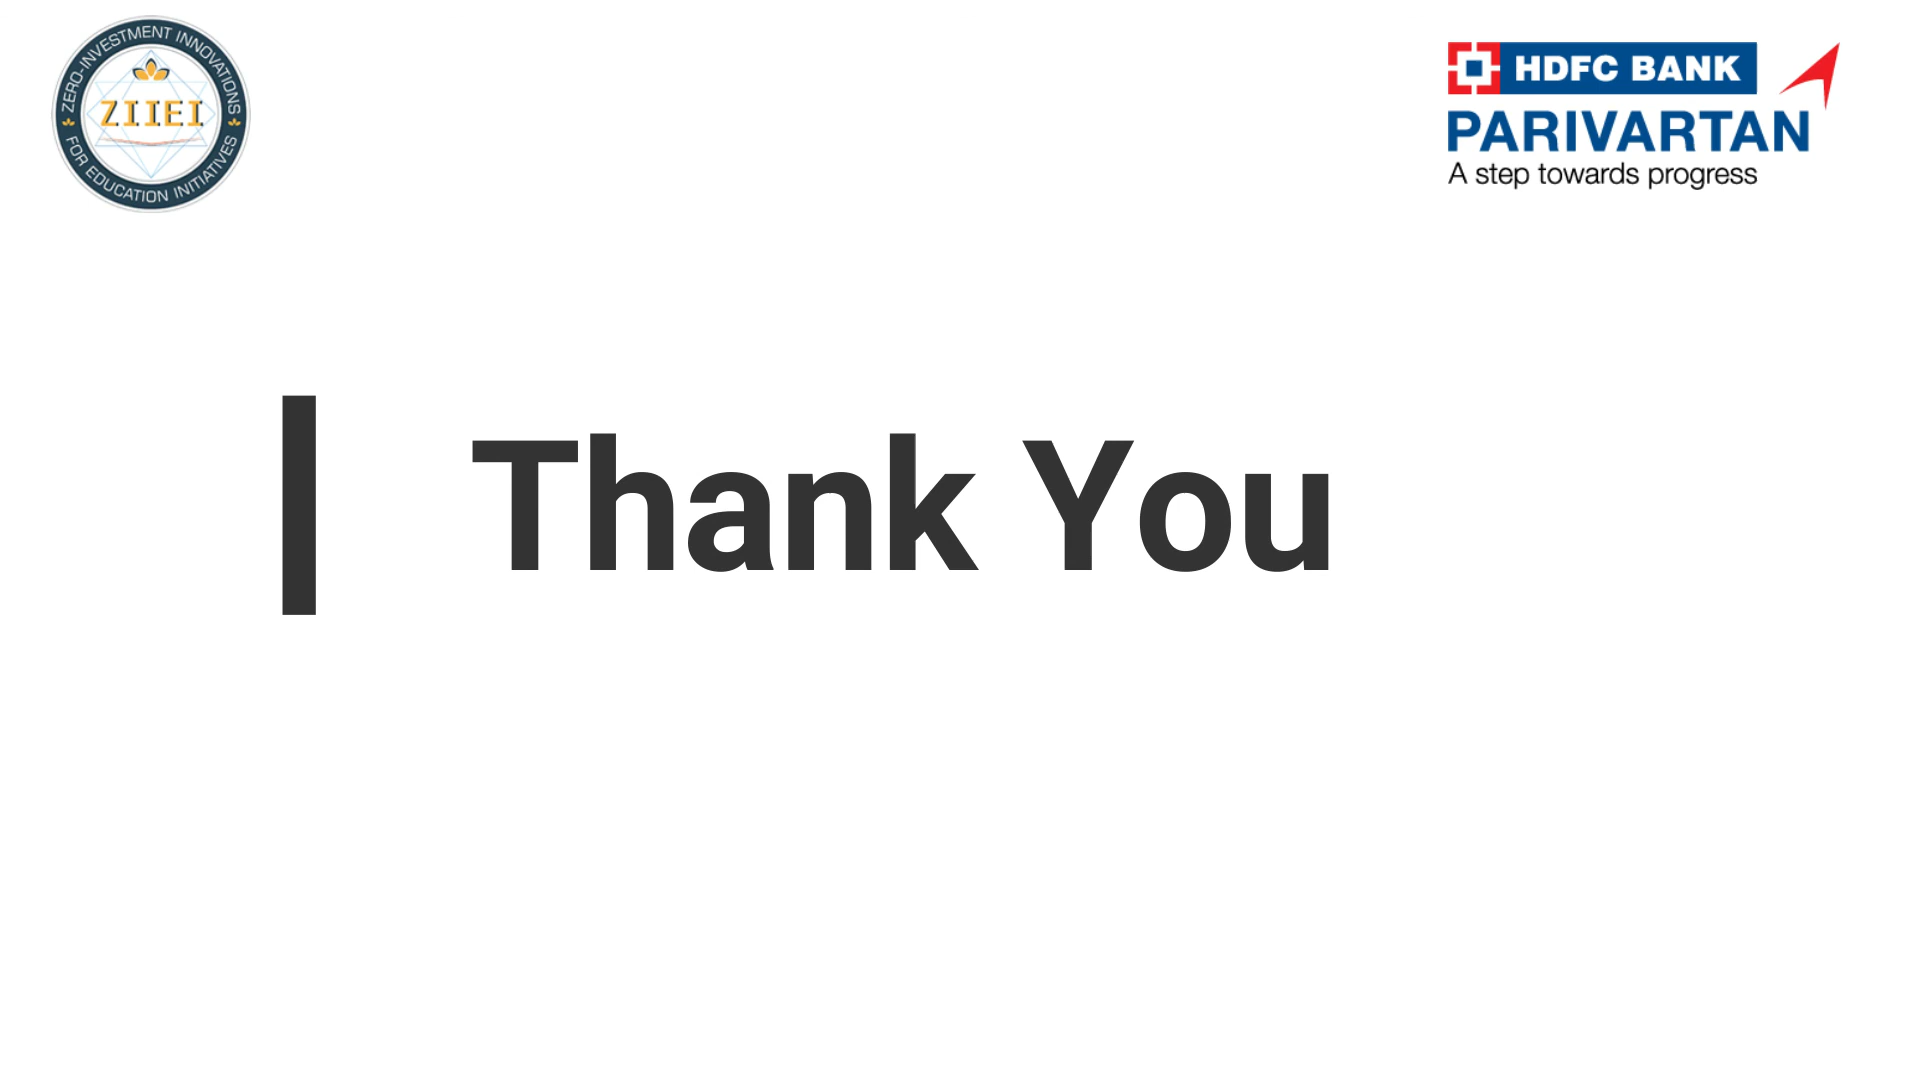 ZERO-INVESTMENT INNOVATIONS
ZIIEI
FOR EDUCATION INITIATIVES
HDFC BANK
PARIVARTAN
A step towards progress
Thank You